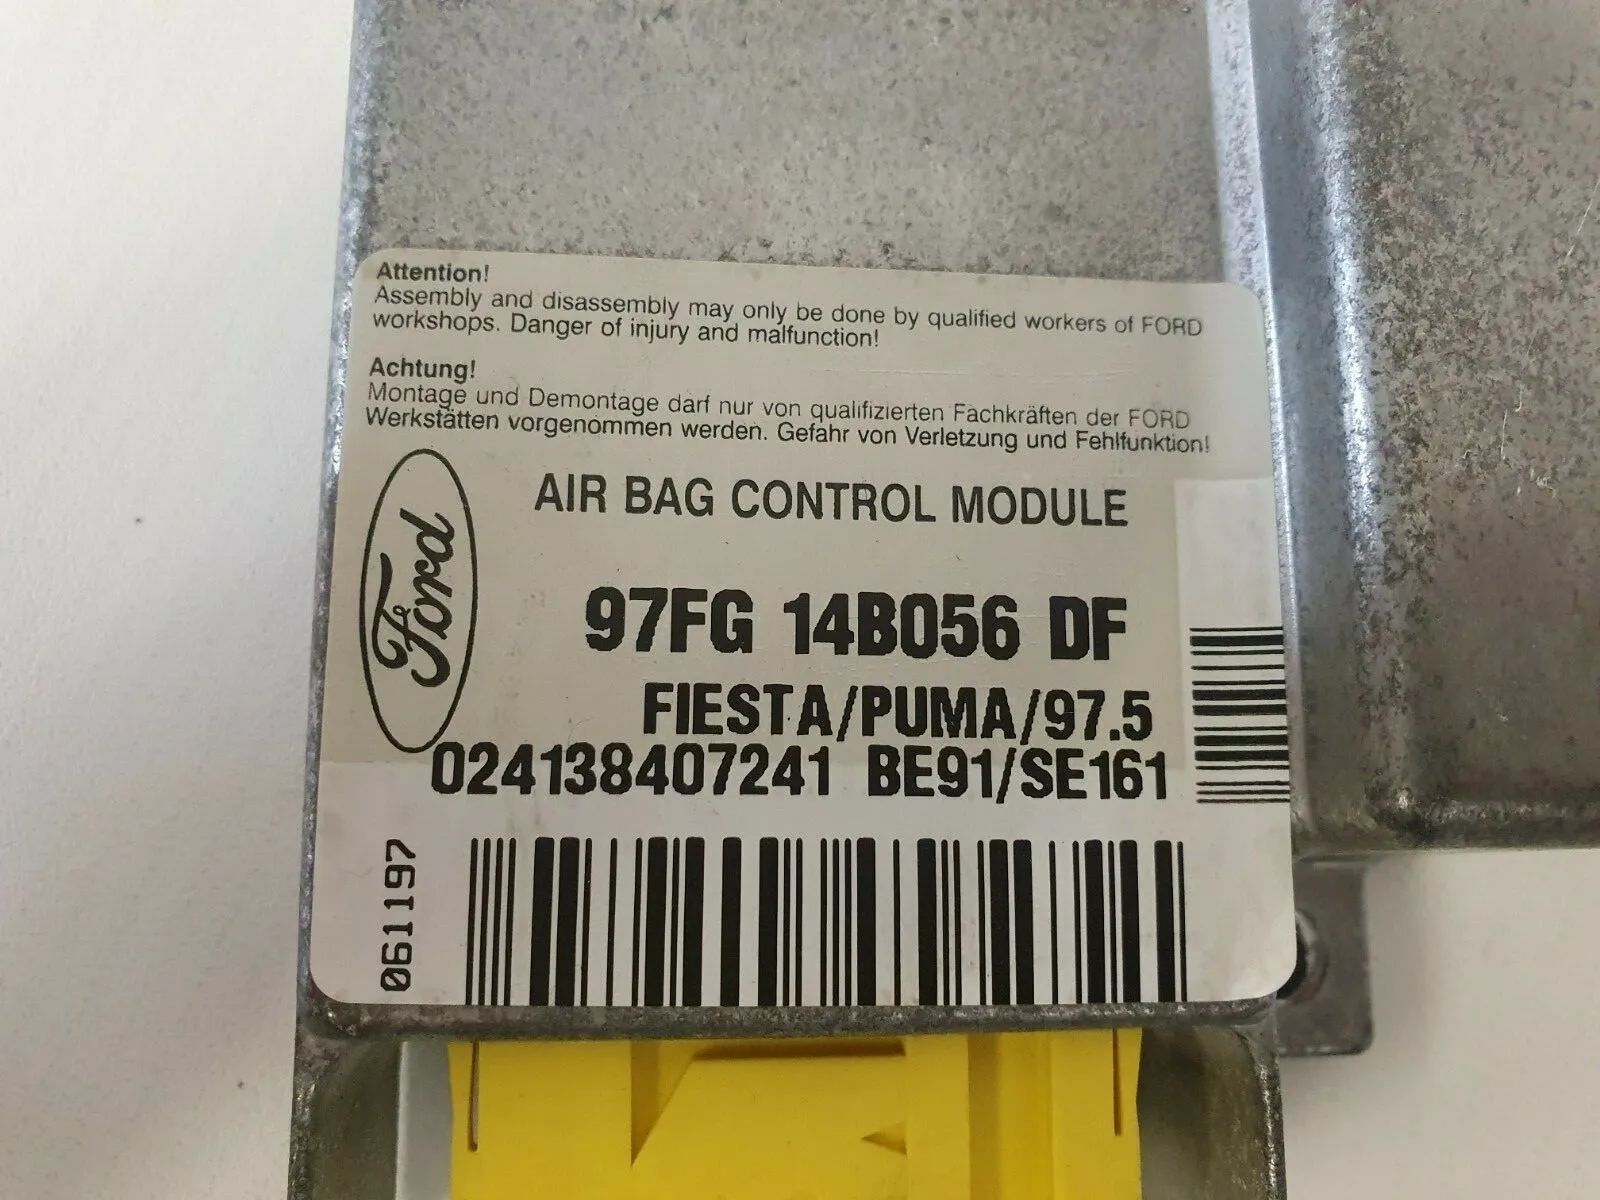 Attention!
Assembly and disassembly may only be done by qualified workers of FORD
workshops. Danger of injury and malfunction!
Achtung!
Montage und Demontage darf nur von qualifizierten Fachkräften der FORD
Werkstätten vorgenommen werden. Gefahr von Verletzung und Fehlfunktion!
Ford
AIR BAG CONTROL MODULE
97FG 14B056 DF
FIESTA/PUMA/97.5
024138407241 BE91/SE161
061197